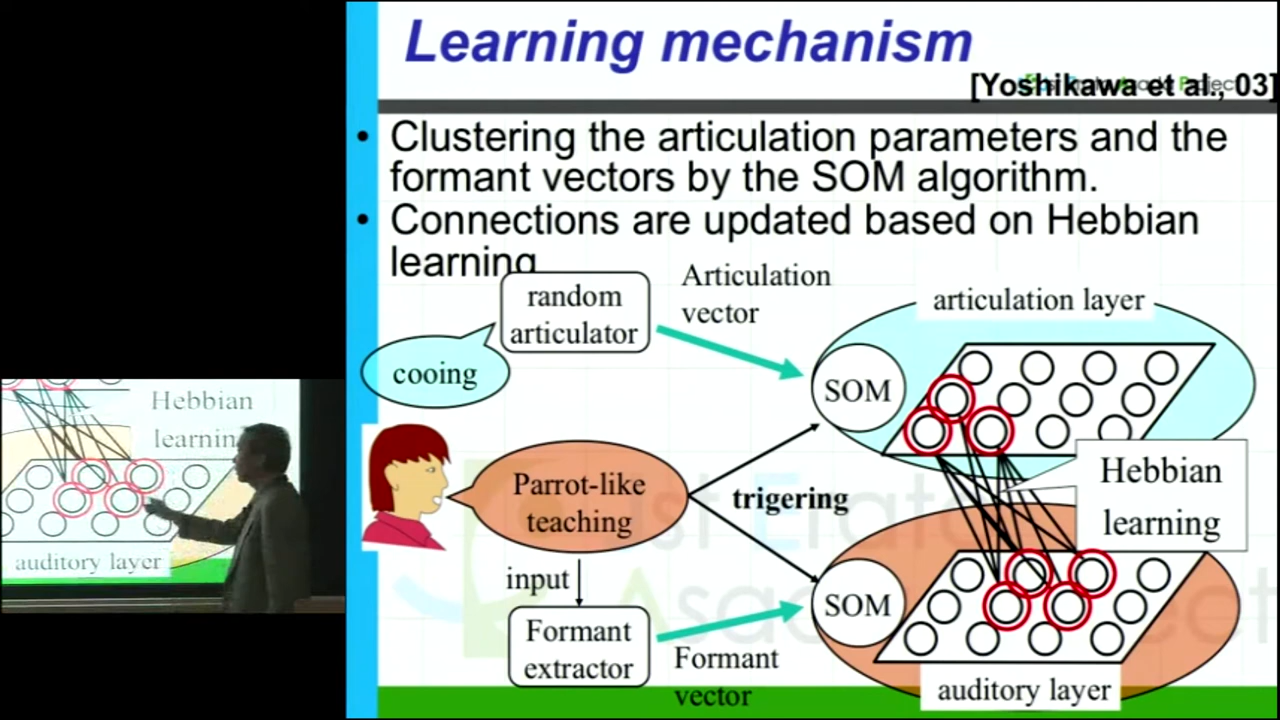 Learning mechanism
[Yoshikawa et al., 03]
• Clustering the articulation parameters and the
formant vectors by the SOM algorithm.
• Connections are updated based on Hebbian
learning
random
articulator
Articulation
vector
articulation layer
cooing
SOM
Parrot-like
teaching
trigering
Hebbian
learning
input
SOM
Formant
extractor
Formant
vector
auditory layer
Hebbian
learnin
auditory layer